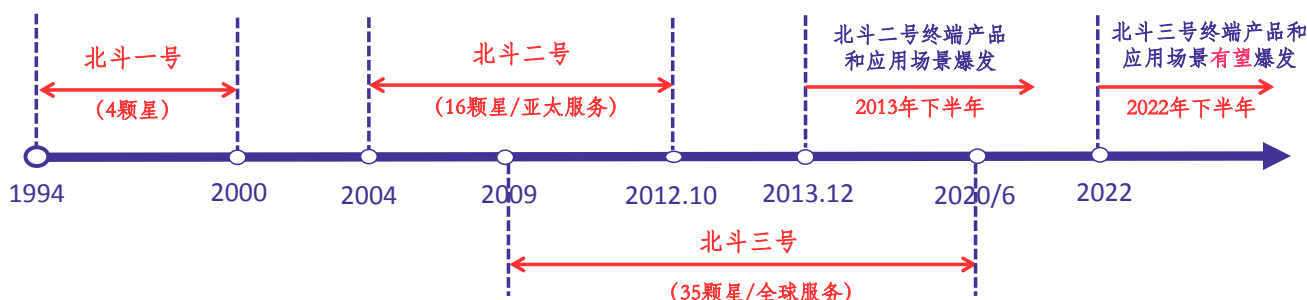 北斗一号
(4颗星)
北斗二号
(16颗星/亚太服务)
北斗二号终端产品
和应用场景爆发
2013年下半年
北斗三号终端产品和
应用场景有望爆发
2022年下半年
1994
2000
2004
2009
2012.10
2013.12
2020/6
2022
北斗三号
(35颗星/全球服务)